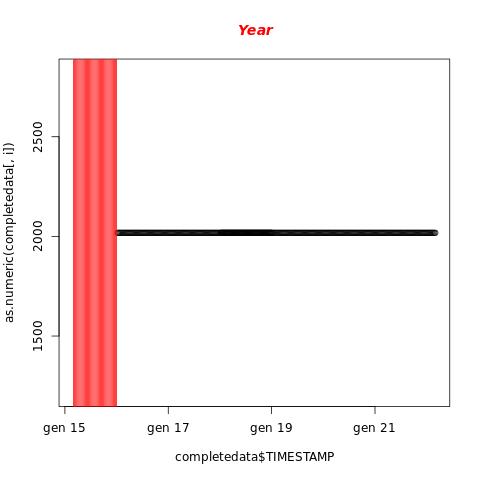 Year
as.numeric(completedata[, i])
2500
2000
1500
gen 15
gen 17
gen 19
gen 21
completedata$TIMESTAMP